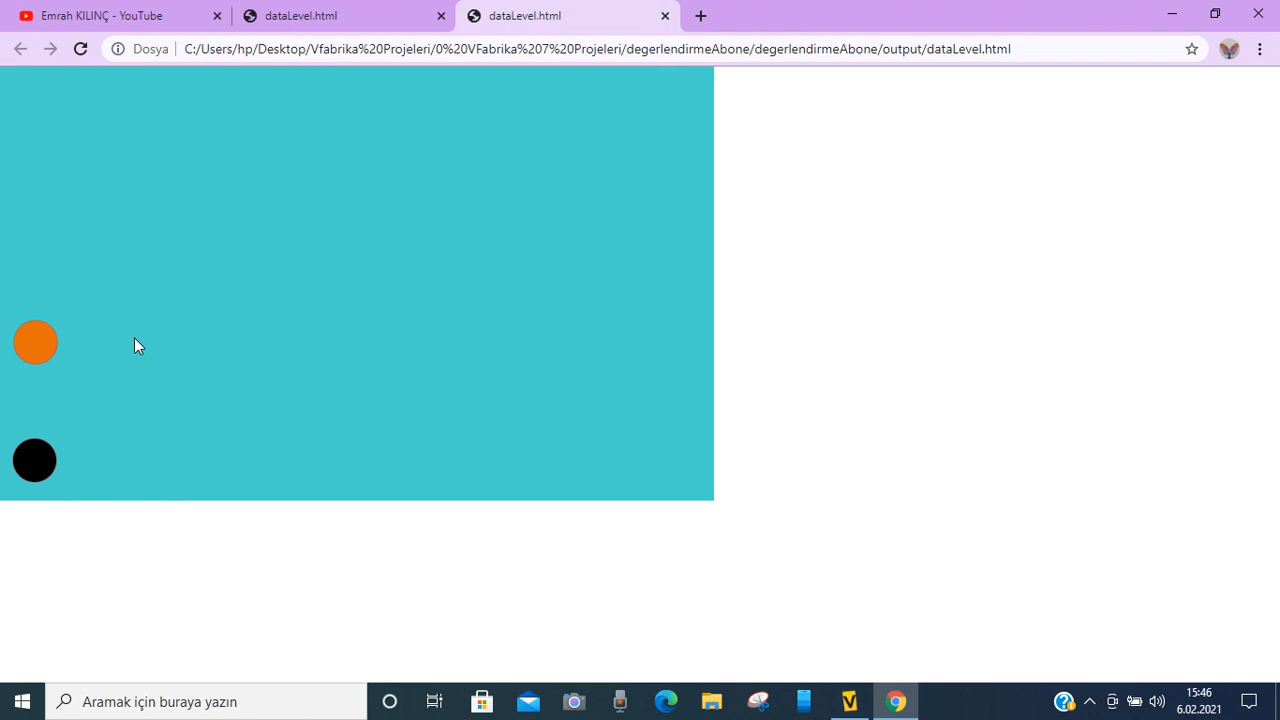 Emrah KILINÇ - YouTube
dataLevel.html
dataLevel.html
Dosya
C:/Users/hp/Desktop/Vfabrika%20Projeleri/0%20VFabrika%207%20Projeleri/degerlendirmeAbone/degerlendirmeAbone/output/dataLevel.html
Aramak için buraya yazın
15:46
6.02.2021